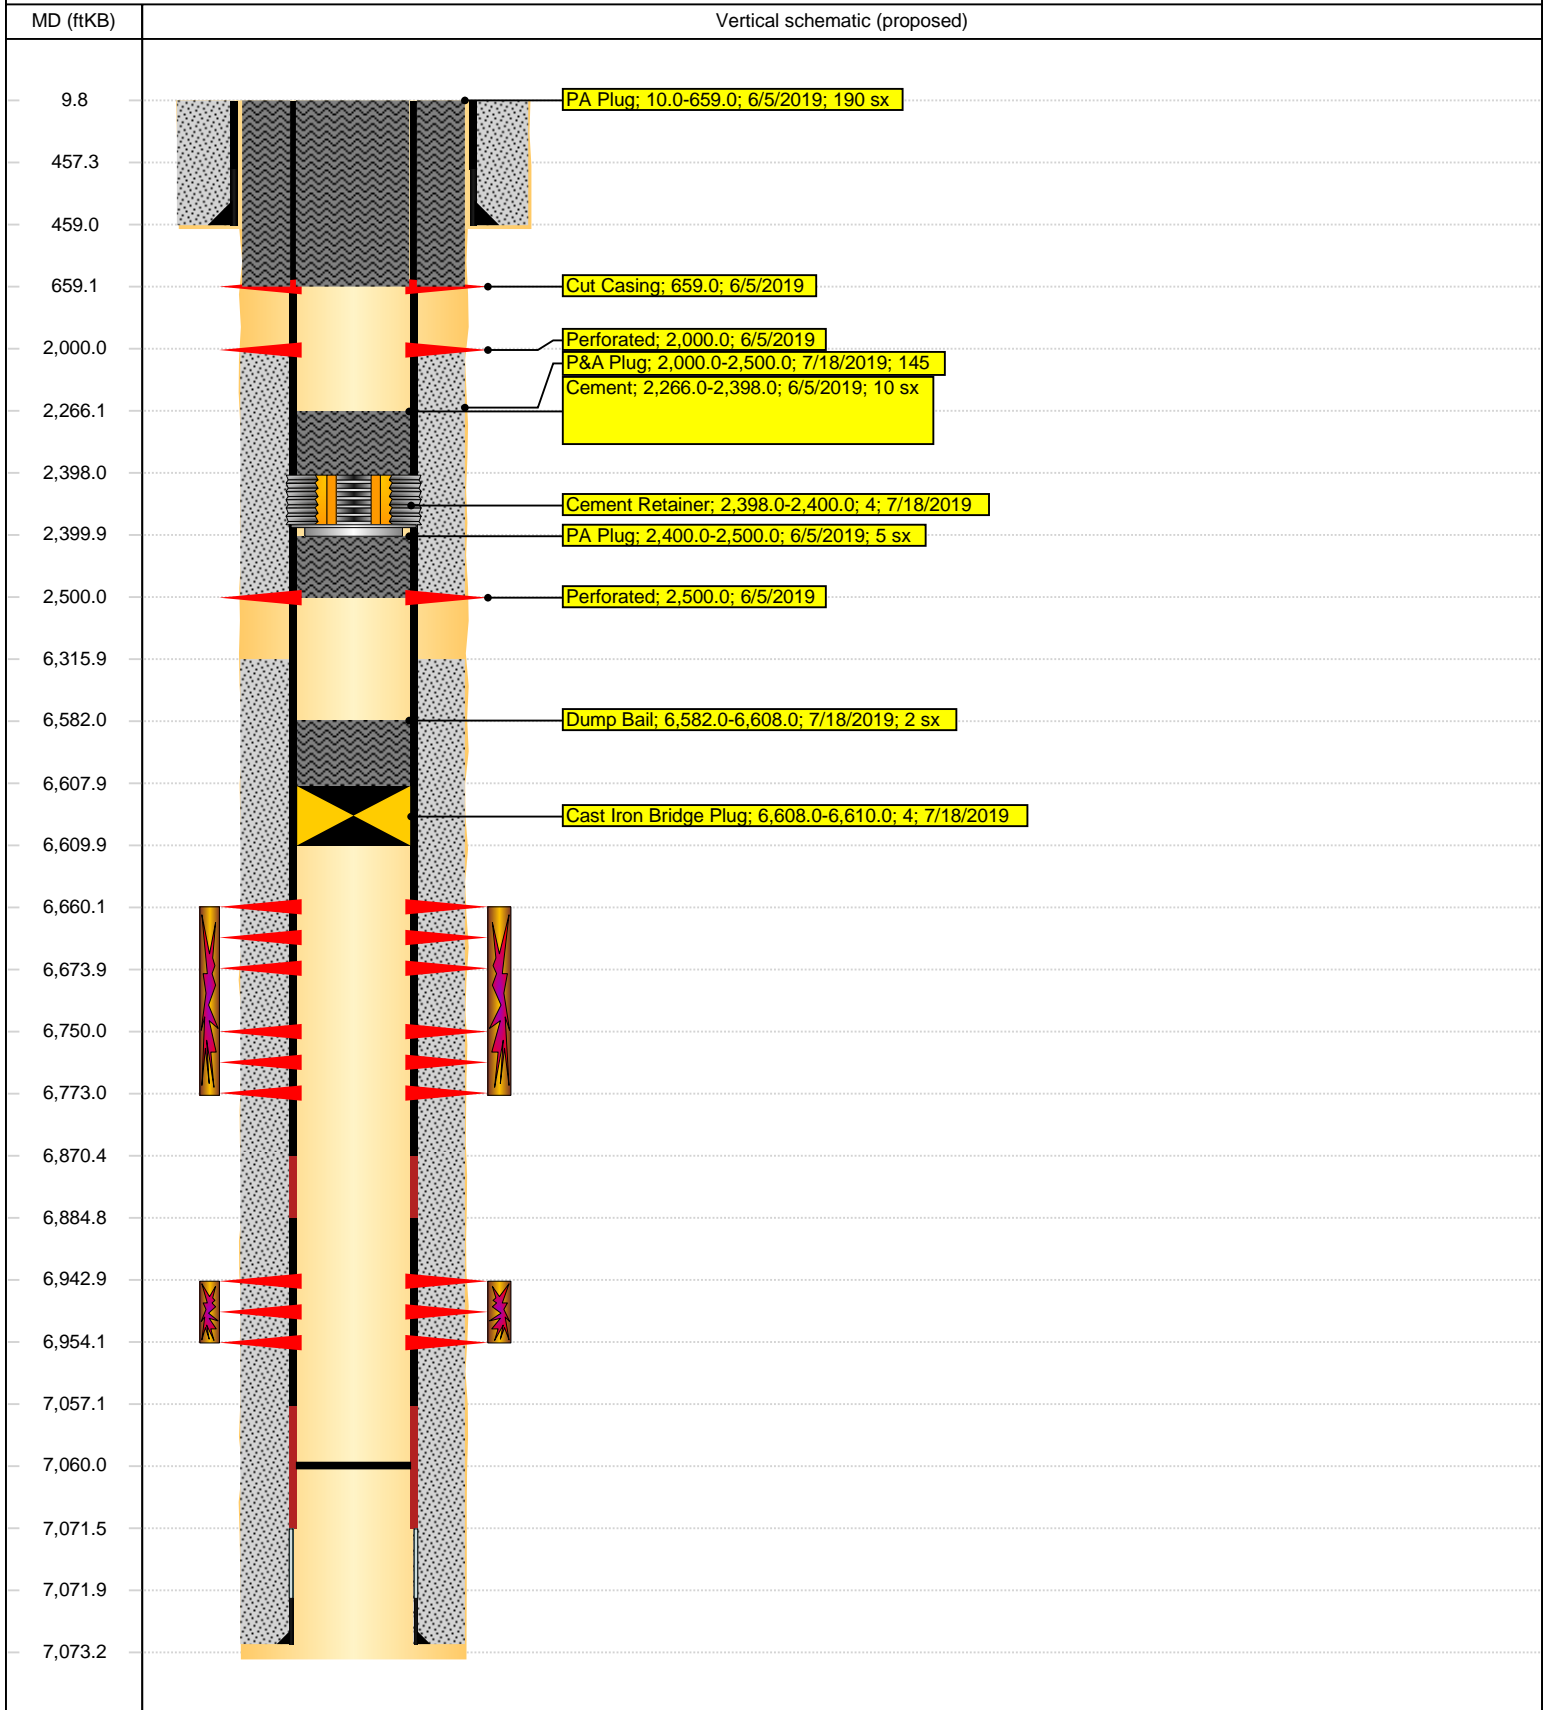 MD (ftKB)
Vertical schematic (proposed)
9.8
PA Plug; 10.0-659.0; 6/5/2019; 190 sx
457.3
459.0
659.1
Cut Casing; 659.0; 6/5/2019
Perforated; 2,000.0; 6/5/2019
2,000.0
P&A Plug; 2,000.0-2,500.0; 7/18/2019; 145
Cement; 2,266.0-2,398.0; 6/5/2019; 10 sx
2,266.1
2,398.0
Cement Retainer; 2,398.0-2,400.0; 4; 7/18/2019
2,399.9
PA Plug; 2,400.0-2,500.0; 6/5/2019; 5 sx
2,500.0
Perforated; 2,500.0; 6/5/2019
6,315.9
6,582.0
Dump Bail; 6,582.0-6,608.0; 7/18/2019; 2 sx
6,607.9
Cast Iron Bridge Plug; 6,608.0-6,610.0; 4; 7/18/2019
6,609.9
6,660.1
6,673.9
6,750.0
6,773.0
6,870.4
6,884.8
6,942.9
6,954.1
7,057.1
7,060.0
7,071.5
7,071.9
7,073.2